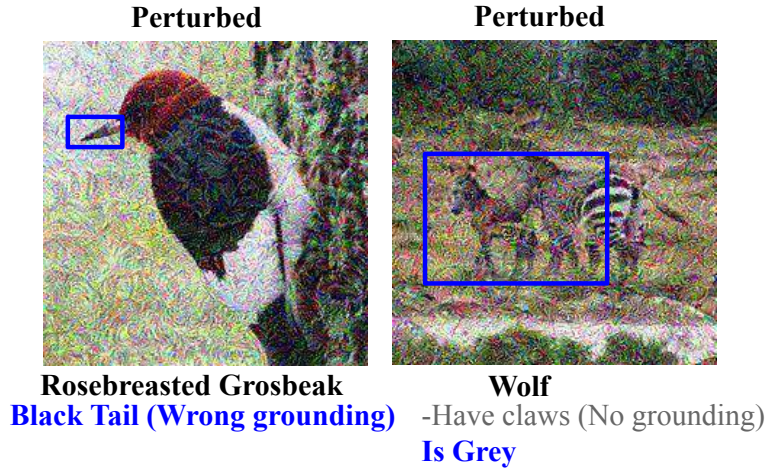 Perturbed
Perturbed
Rosebreasted Grosbeak
Black Tail (Wrong grounding)
Wolf
-Have claws (No grounding)
Is Grey